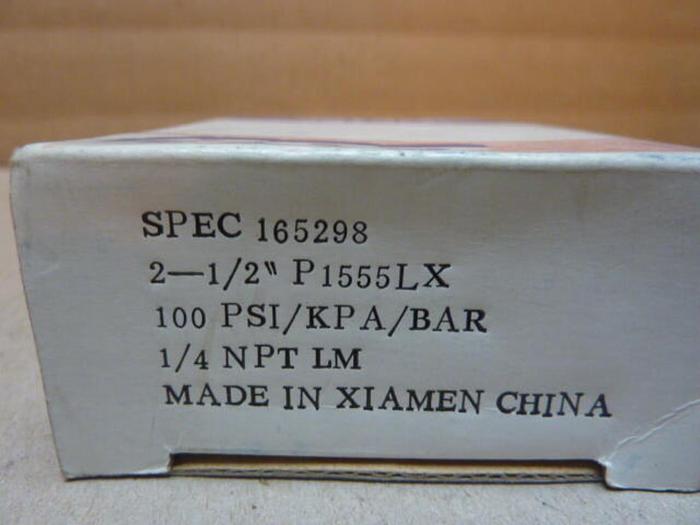 SPEC 165298
2-1/2" P1555LX
100 PSI/KPA/BAR
1/4 NPT LM
MADE IN XIAMEN CHINA